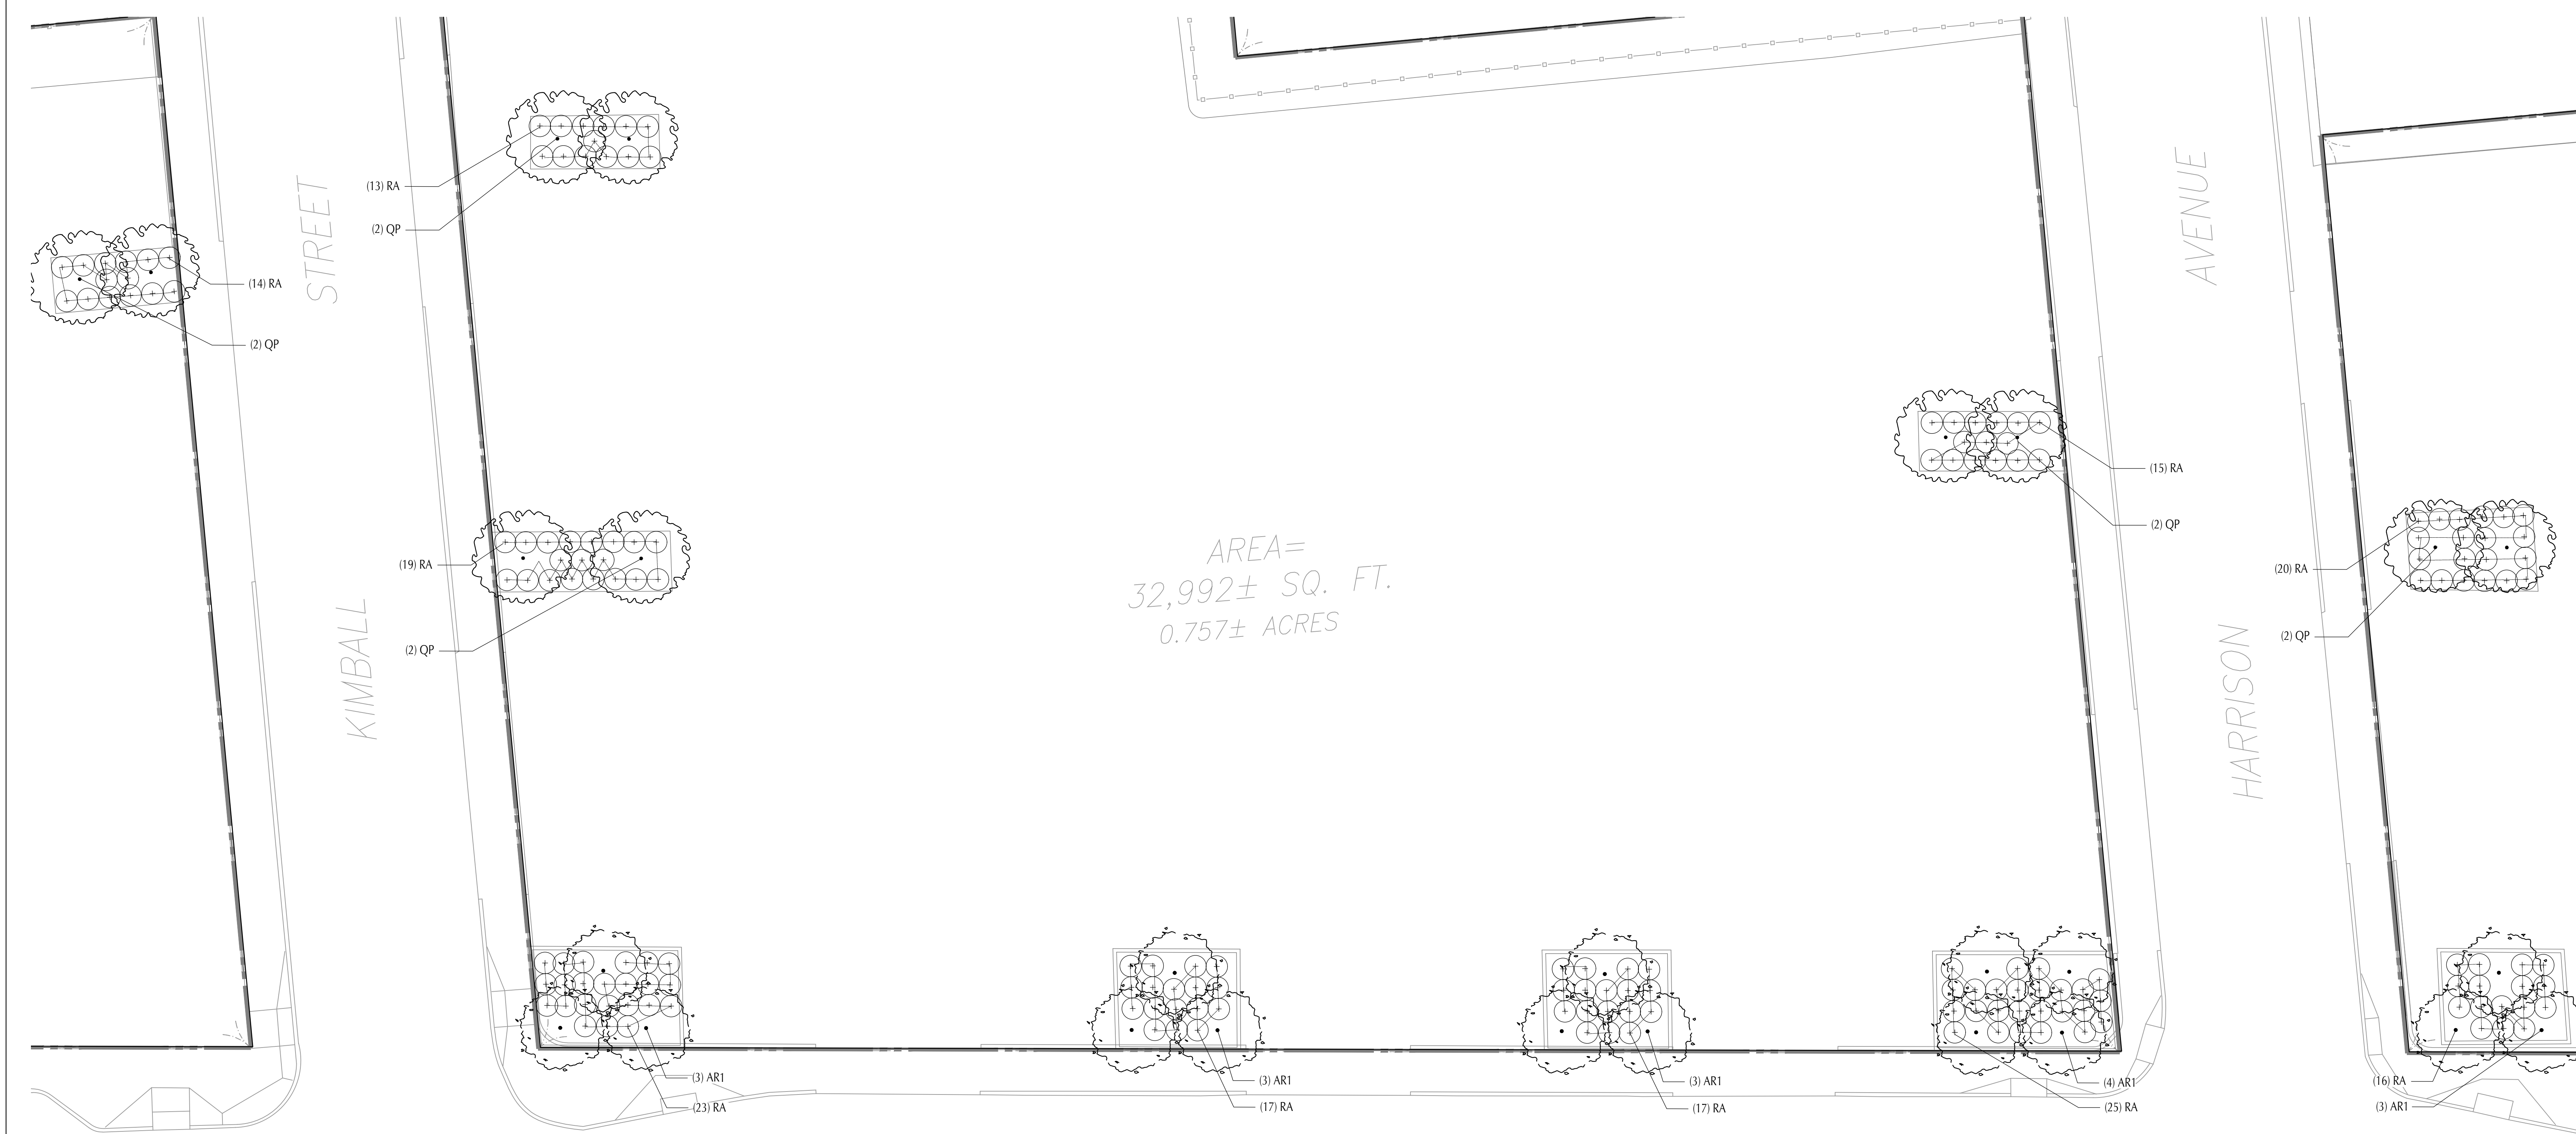 (13) RA
STREET
(2) QP
AVENUE
(14) RA
(2) QP
(15) RA
(2) QP
AREA=
32,992± SQ. FT.
0.757± ACRES
(19) RA
(20) RA
(2) QP
(2) QP
KIMBALL
HARRISON
(3) AR1
(23) RA
(3) AR1
(17) RA
(3) AR1
(17) RA
(4) AR1
(25) RA
(16) RA
(3) AR1